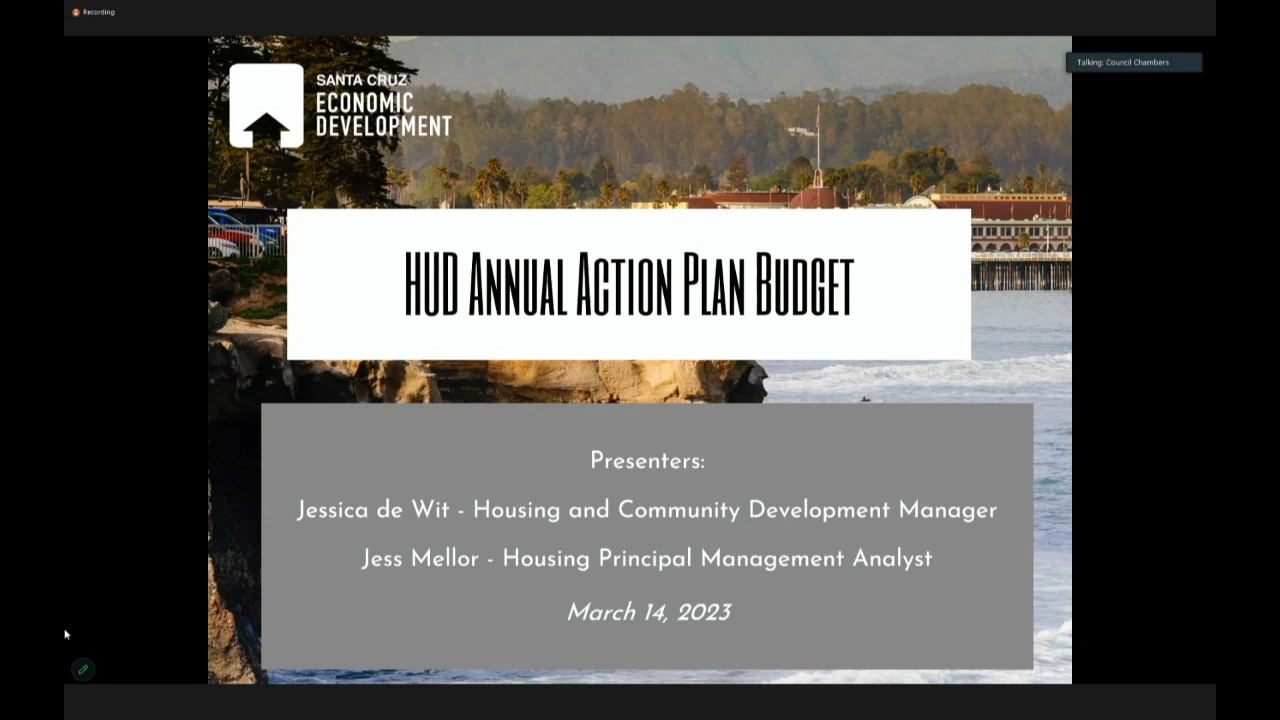 Recording
Talking: Council Chambers
SANTA CRUZ
ECONOMIC
DEVELOPMENT
HUD Annual Action Plan Budget
Presenters:
Jessica de Wit - Housing and Community Development Manager
Jess Mellor - Housing Principal Management Analyst
March 14, 2023